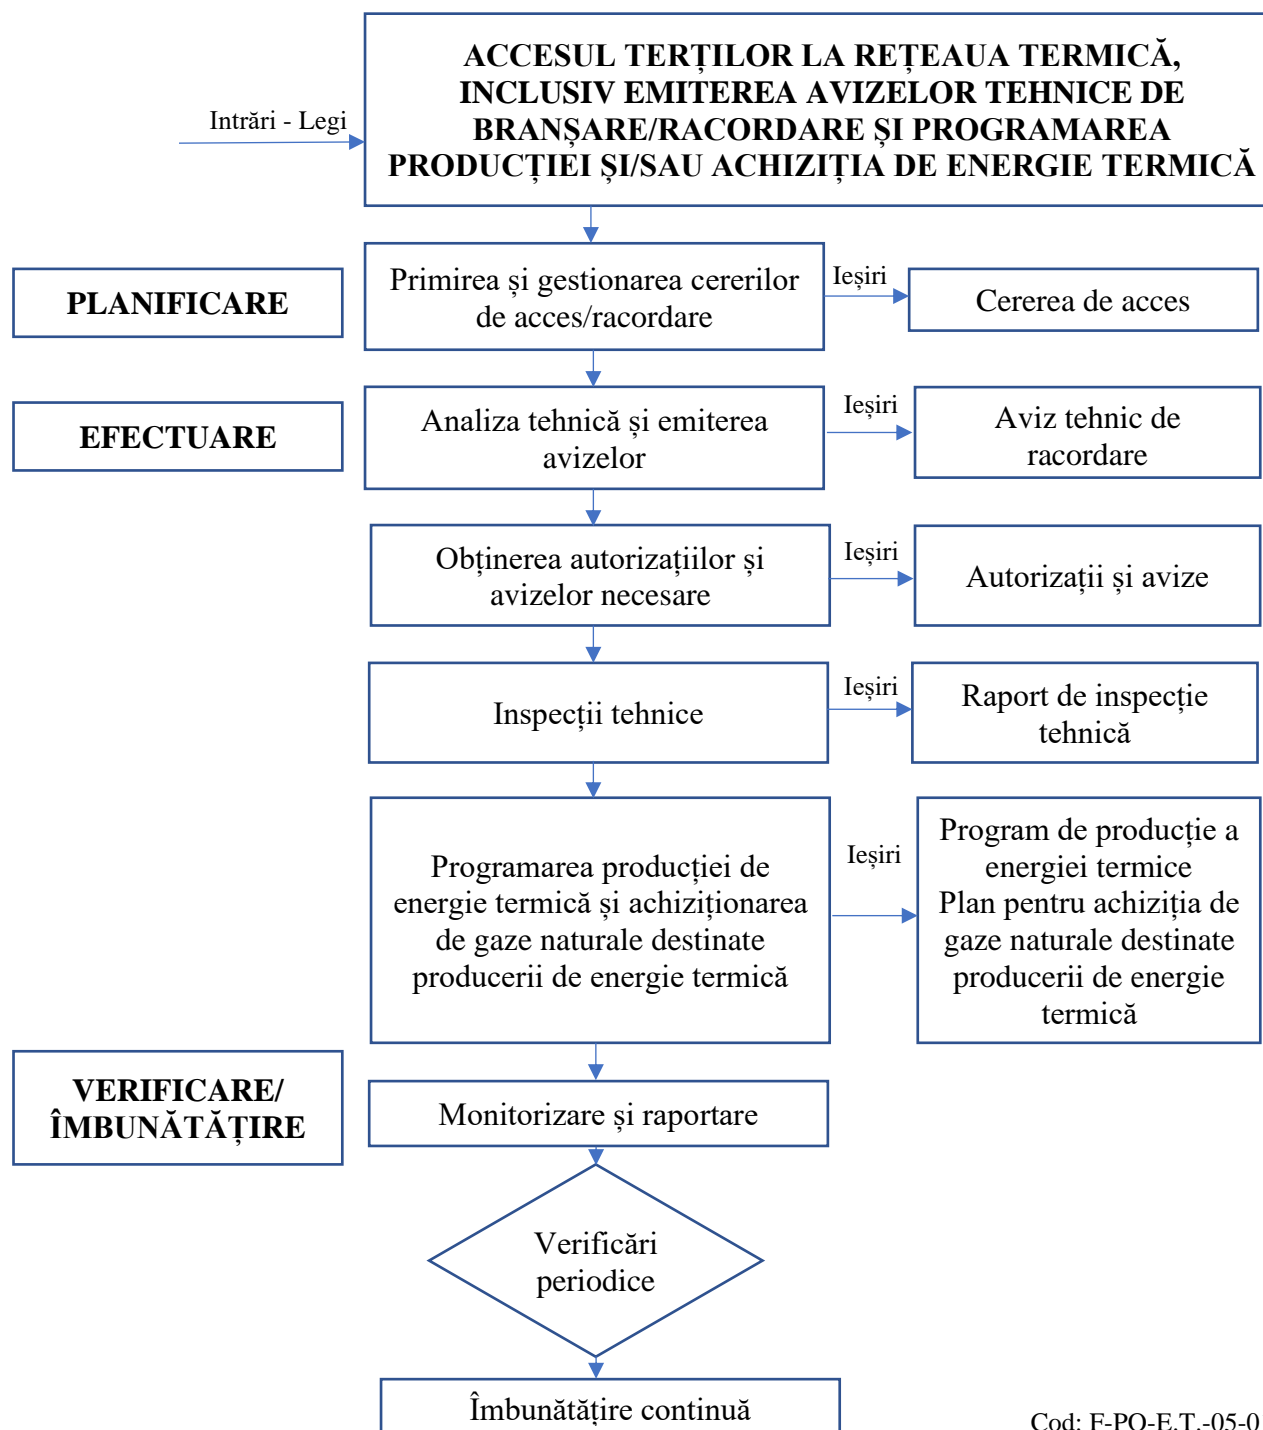 ACCESUL TERȚILOR LA REȚEAUA TERMICĂ,
INCLUSIV EMITEREA AVIZELOR TEHNICE DE
BRANȘARE/RACORDARE ȘI PROGRAMAREA
PRODUCȚIEI ȘI/SAU ACHIZIȚIA DE ENERGIE TERMICĂ
Intrări - Legi
PLANIFICARE
Primirea și gestionarea cererilor
de acces/racordare
Ieșiri
Cererea de acces
EFECTUARE
Analiza tehnică și emiterea
avizelor
Ieșiri
Aviz tehnic de
racordare
Obținerea autorizațiilor și
avizelor necesare
Ieșiri
Autorizații și avize
Inspecții tehnice
Ieșiri
Raport de inspecție
tehnică
Programarea producției de
energie termică și achiziționarea
de gaze naturale destinate
producerii de energie termică
Ieșiri
Program de producție a
energiei termice
Plan pentru achiziția de
gaze naturale destinate
producerii de energie
termică
VERIFICARE/
ÎMBUNĂTĂȚIRE
Monitorizare și raportare
Verificări
periodice
Îmbunătățire continuă
Cod: F-PO-E.T.-05-0